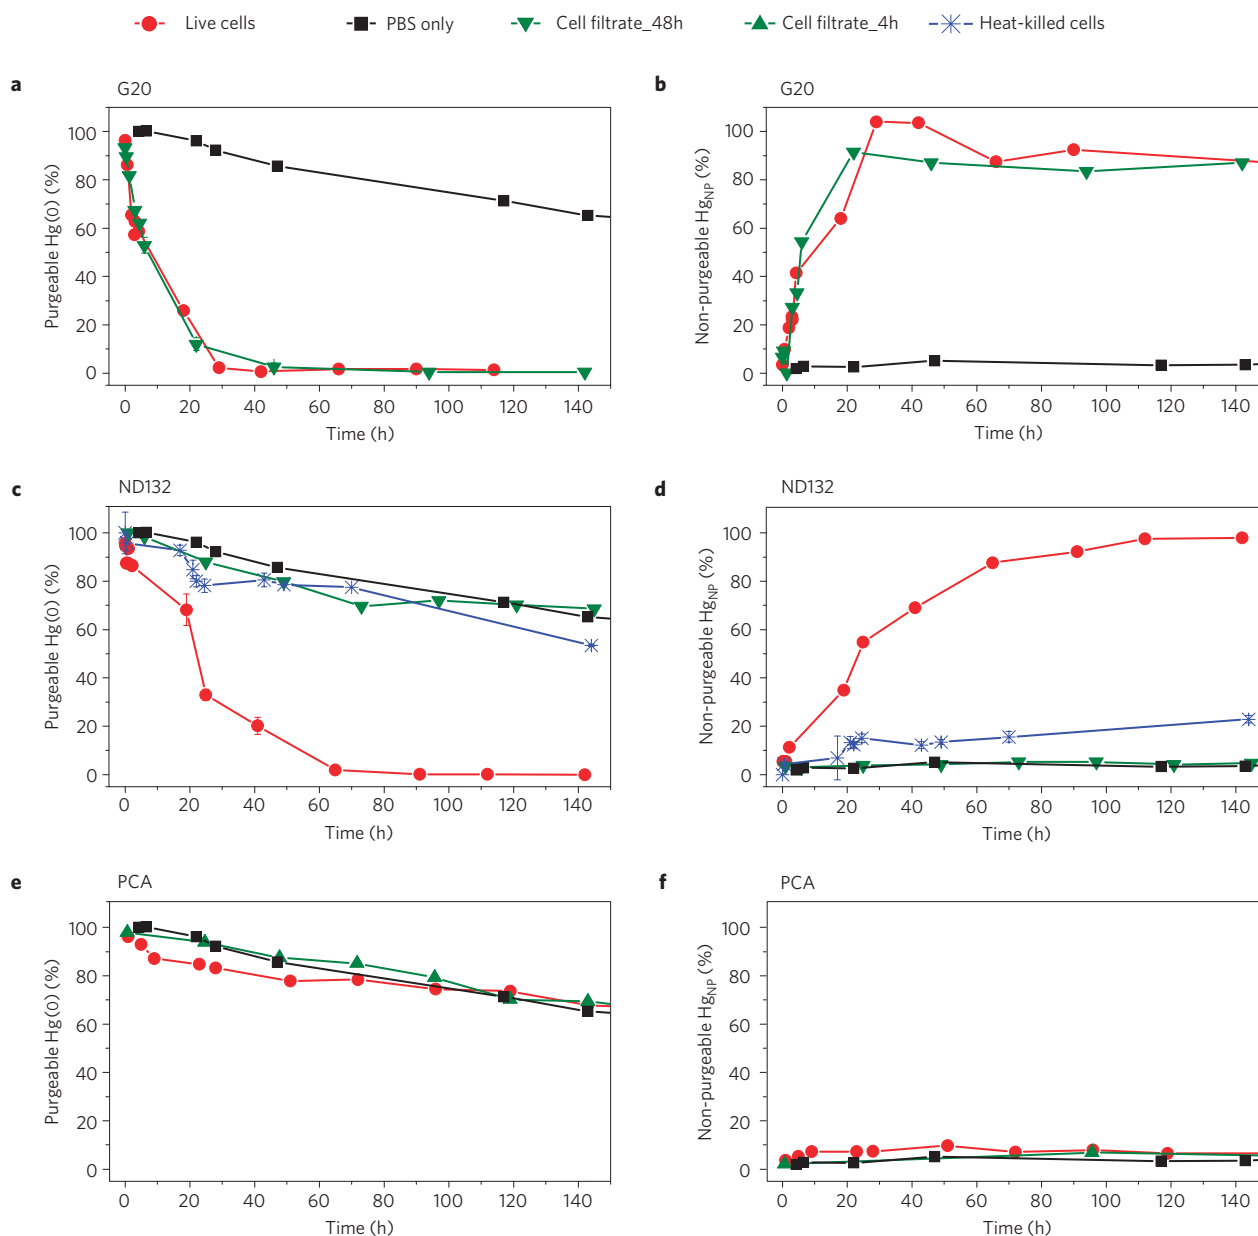 Live cells PBS only Cell filtrate_48h Cell filtrate_4h Heat-killed cells
a G20
Purgeable Hg(0) (%)
100
80
60
40
20
0
0 20 40 60 80 100 120 140
Time (h)
b G20
Non-purgeable HgNP (%)
100
80
60
40
20
0
0 20 40 60 80 100 120 140
Time (h)
c ND132
Purgeable Hg(0) (%)
100
80
60
40
20
0
0 20 40 60 80 100 120 140
Time (h)
d ND132
Non-purgeable HgNP (%)
100
80
60
40
20
0
0 20 40 60 80 100 120 140
Time (h)
e PCA
Purgeable Hg(0) (%)
100
80
60
40
20
0
0 20 40 60 80 100 120 140
Time (h)
f PCA
Non-purgeable HgNP (%)
100
80
60
40
20
0
0 20 40 60 80 100 120 140
Time (h)